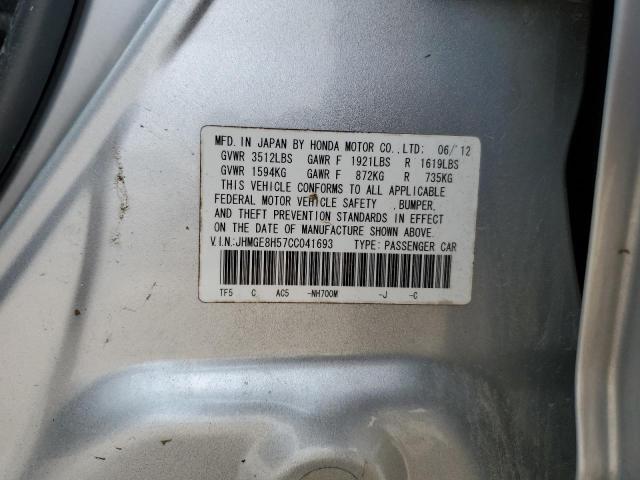 MFD. IN JAPAN BY HONDA MOTOR CO., LTD: 06/'12
GVWR 3512LBS GAWR F 1921LBS R 1619LBS
GVWR 1594KG GAWR F 872KG R 735KG
THIS VEHICLE CONFORMS TO ALL APPLICABLE
FEDERAL MOTOR VEHICLE SAFETY ,BUMPER,
AND THEFT PREVENTION STANDARDS IN EFFECT
ON THE DATE OF MANUFACTURE SHOWN ABOVE.
V.I.N.:JHMGE8H57CC041693 TYPE: PASSENGER CAR
TF5 C AC5 -NH700M -J -C